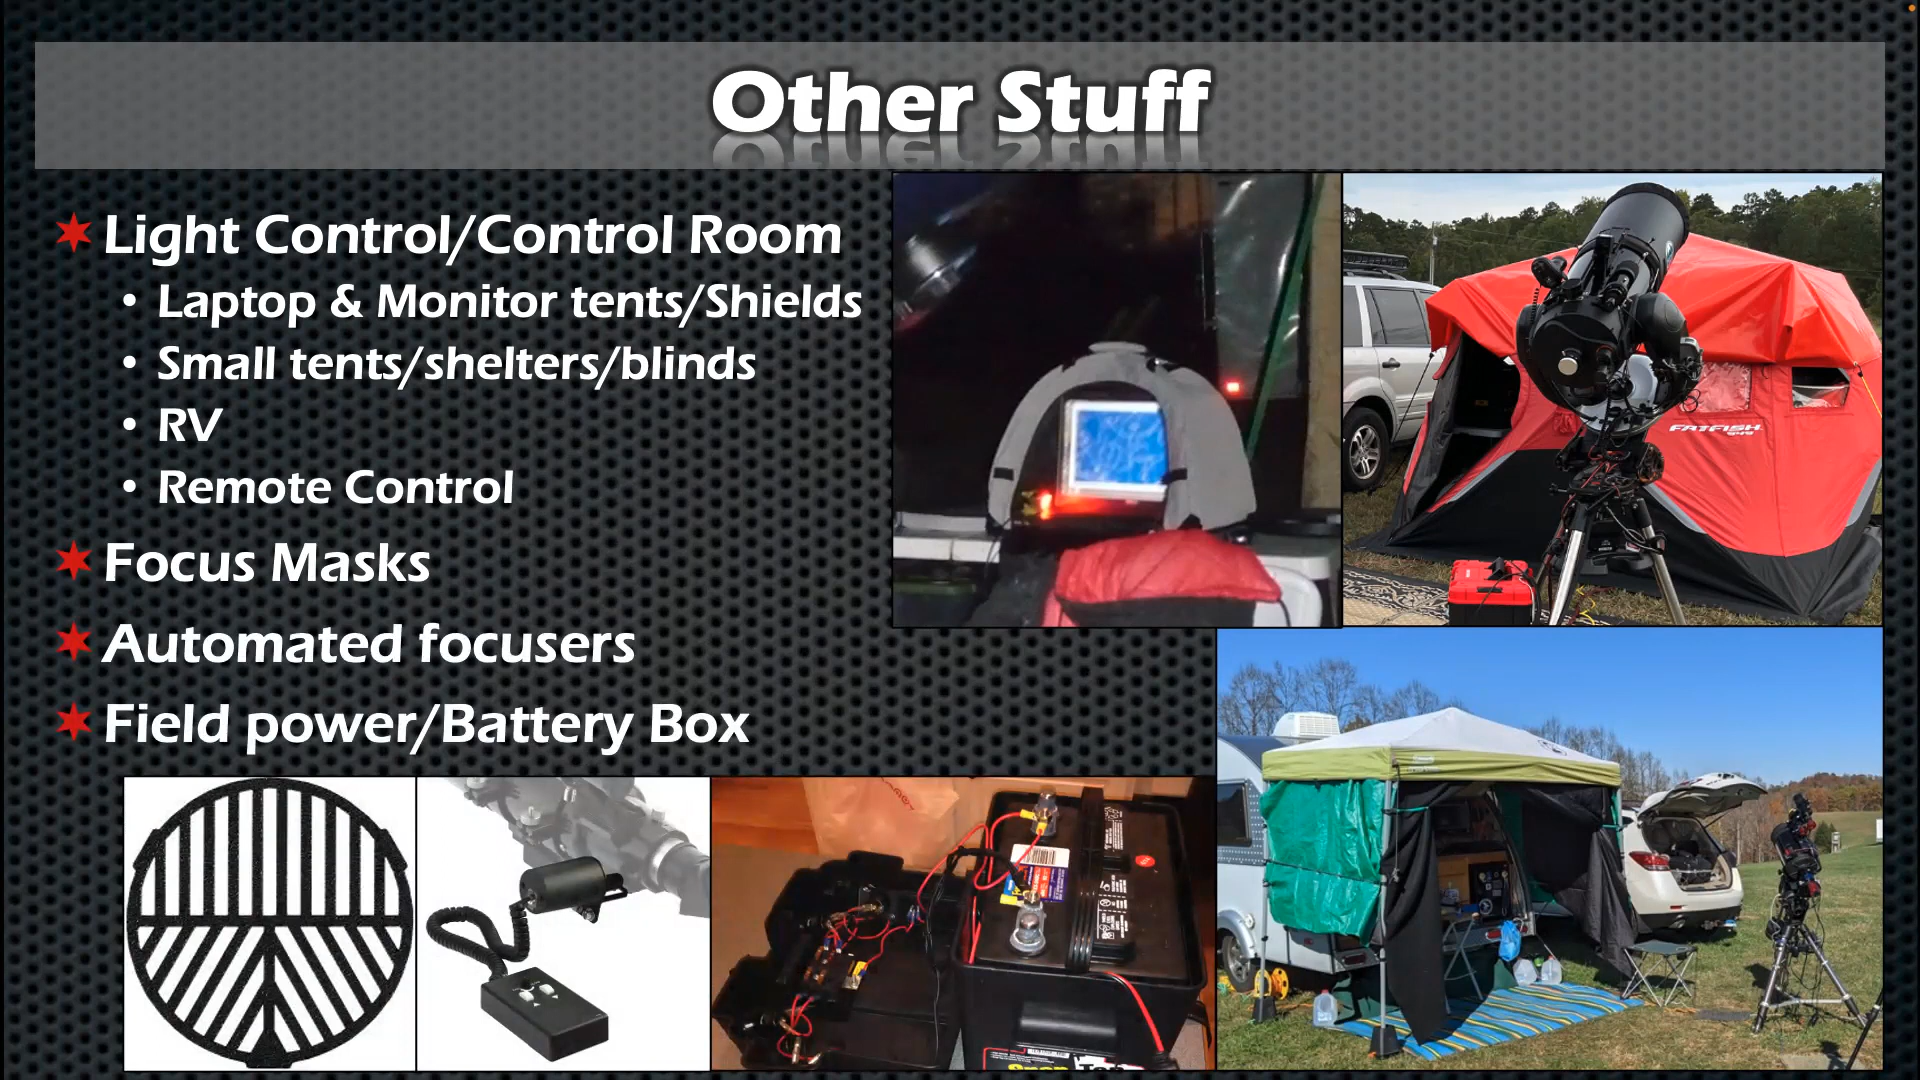 Other Stuff
Light Control/Control Room
Laptop & Monitor tents/Shields
Small tents/shelters/blinds
RV
Remote Control
Focus Masks
Automated focusers
Field power/Battery Box
FATFISH